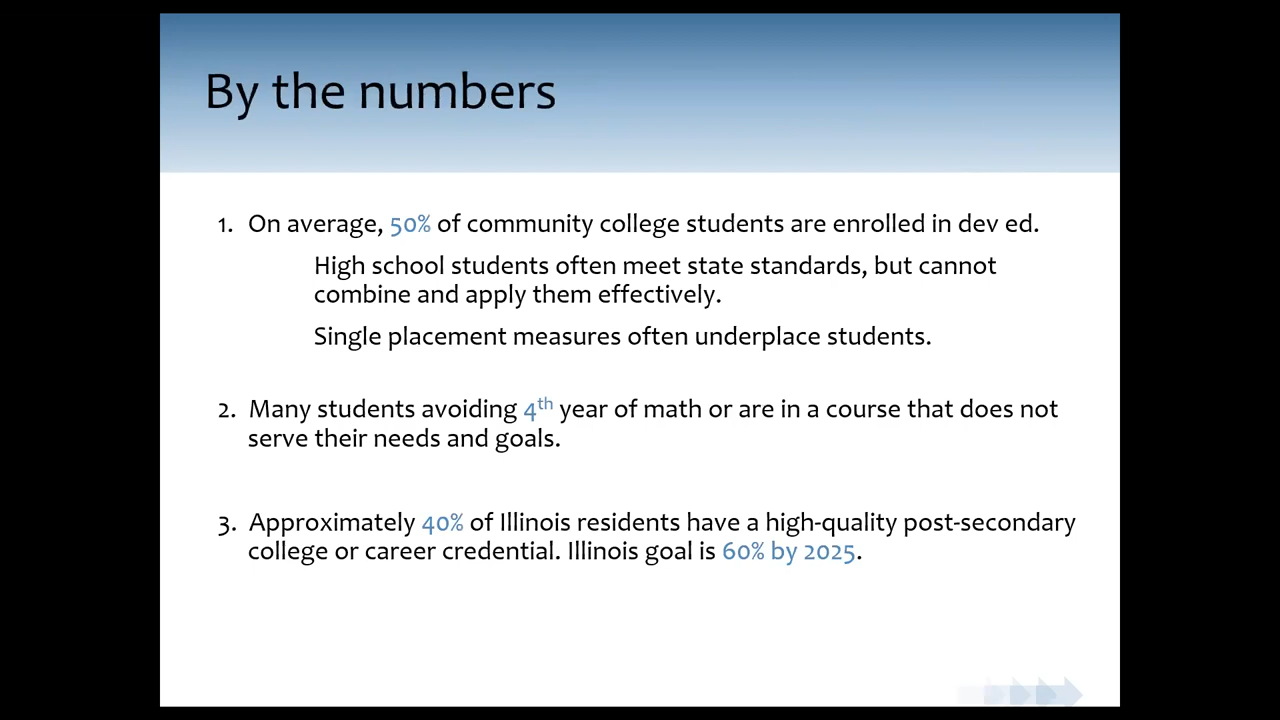 By the numbers
1. On average, 50% of community college students are enrolled in dev ed.
High school students often meet state standards, but cannot
combine and apply them effectively.
Single placement measures often underplace students.
2. Many students avoiding 4th year of math or are in a course that does not
serve their needs and goals.
3. Approximately 40% of Illinois residents have a high-quality post-secondary
college or career credential. Illinois goal is 60% by 2025.